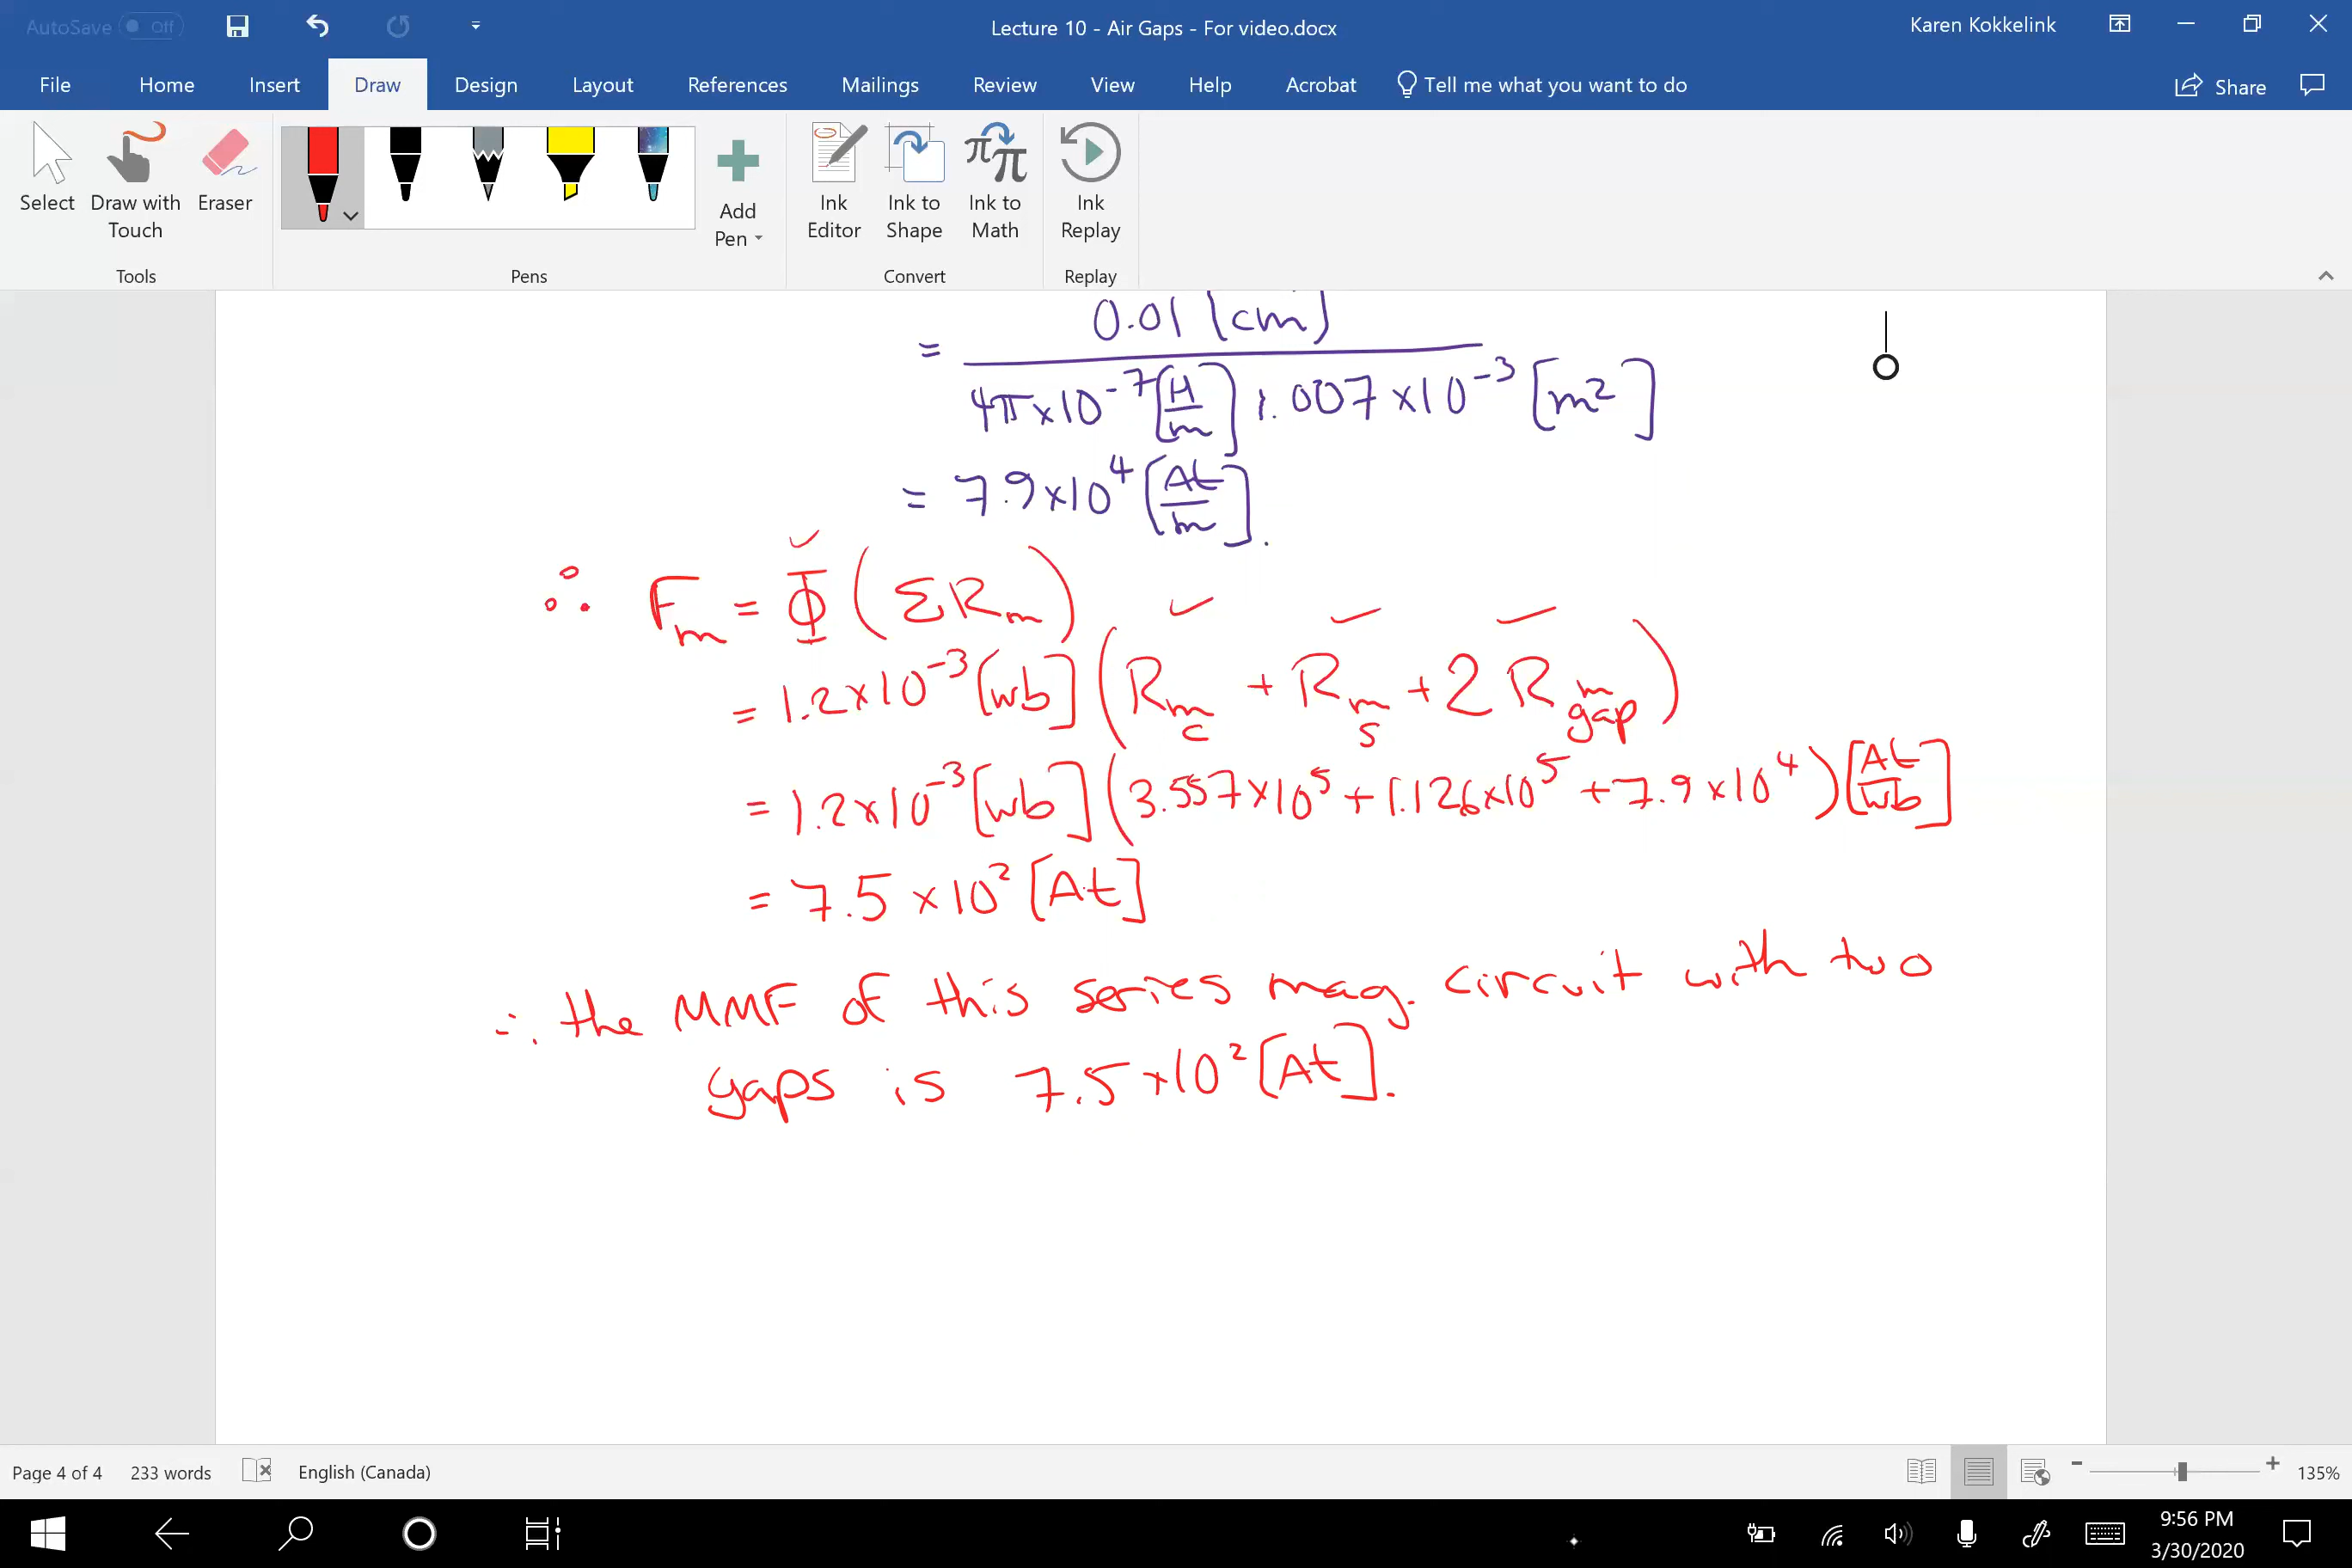 AutoSave Off
Lecture 10 - Air Gaps - For video.docx
Karen Kokkelink
File Home Insert Draw Design Layout References Mailings Review View Help Acrobat Tell me what you want to do Share
Select Draw with Touch Eraser
Add Pen
Ink Editor Ink to Shape Ink to Math Ink Replay
Tools Pens Convert Replay
0.01 [cm]
=
4π×10⁻⁷ [H/m] 1.007 ×10⁻³ [m²]
= 7.9×10⁴ [At/m].
∴ Fm = Φ (ΣRm)
= 1.2×10⁻³ [wb] (Rm c + Rm s + 2 Rm gap)
= 1.2×10⁻³ [wb] (3.557×10⁵ + 1.126×10⁵ + 7.9×10⁴) [At/wb]
= 7.5 ×10² [At]
∴ the MMF of this series mag. circuit with two
gaps is 7.5×10² [At].
Page 4 of 4 233 words English (Canada) 135%
9:56 PM
3/30/2020